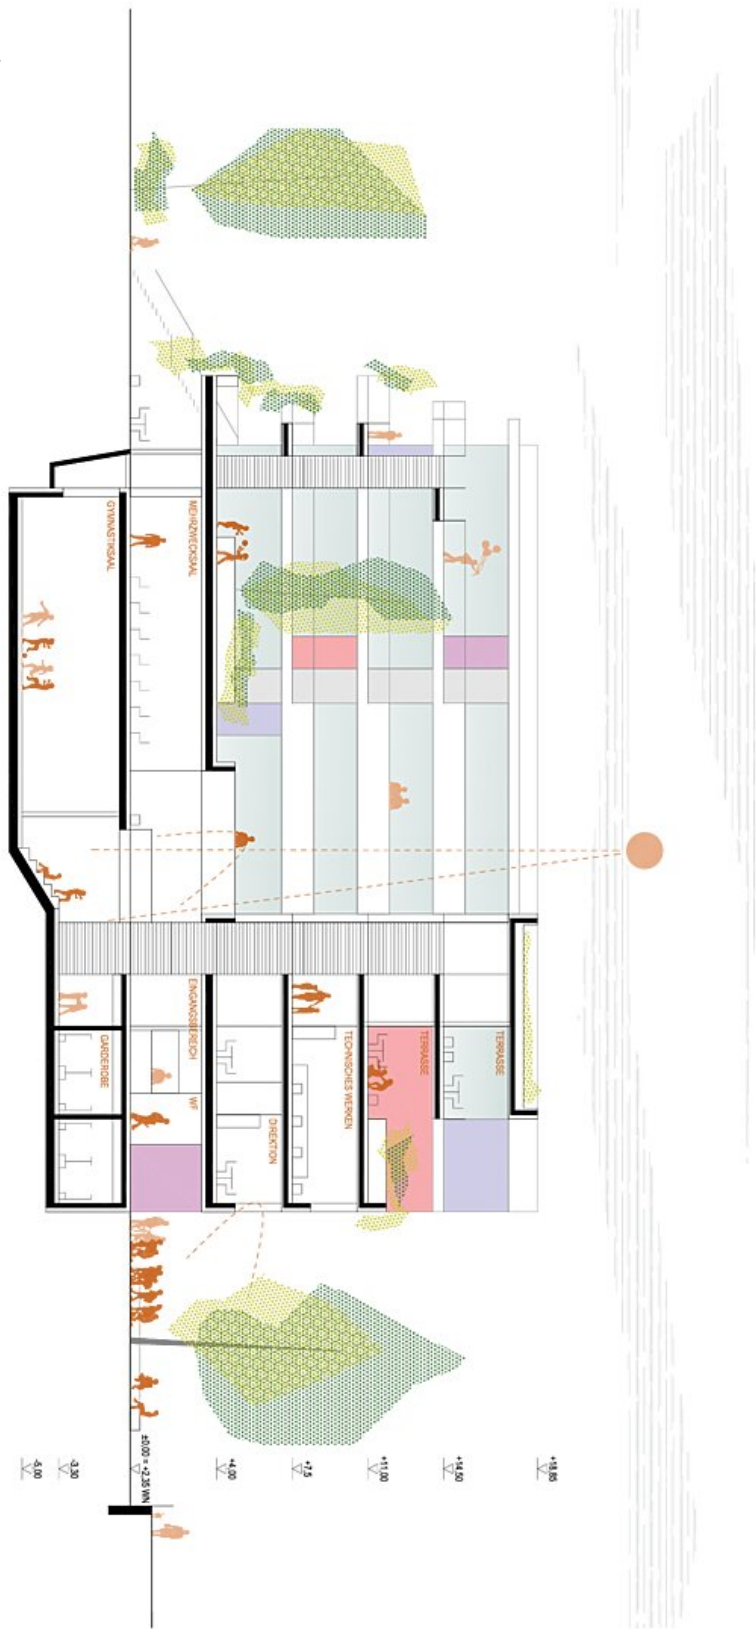 +18,85
TERRASSE
+14,50
TERRASSE
+11,00
TECHNISCHES WERKEN
+7,5
DIREKTION
+4,00
MEHRZWECKSAAL
EINGANGSBEREICH
WF
±0,00 = +2,35 WN
GYMNASTIKSAAL
GARDEROBE
-3,30
-5,00